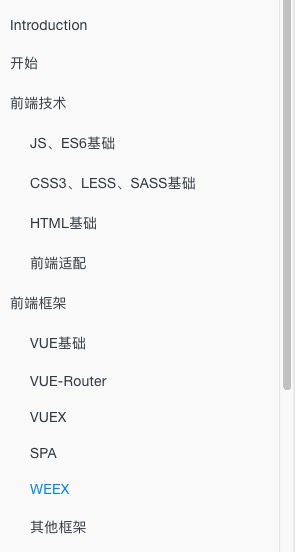 Introduction
开始
前端技术
JS、ES6基础
CSS3、LESS、SASS基础
HTML基础
前端适配
前端框架
VUE基础
VUE-Router
VUEX
SPA
WEEX
其他框架